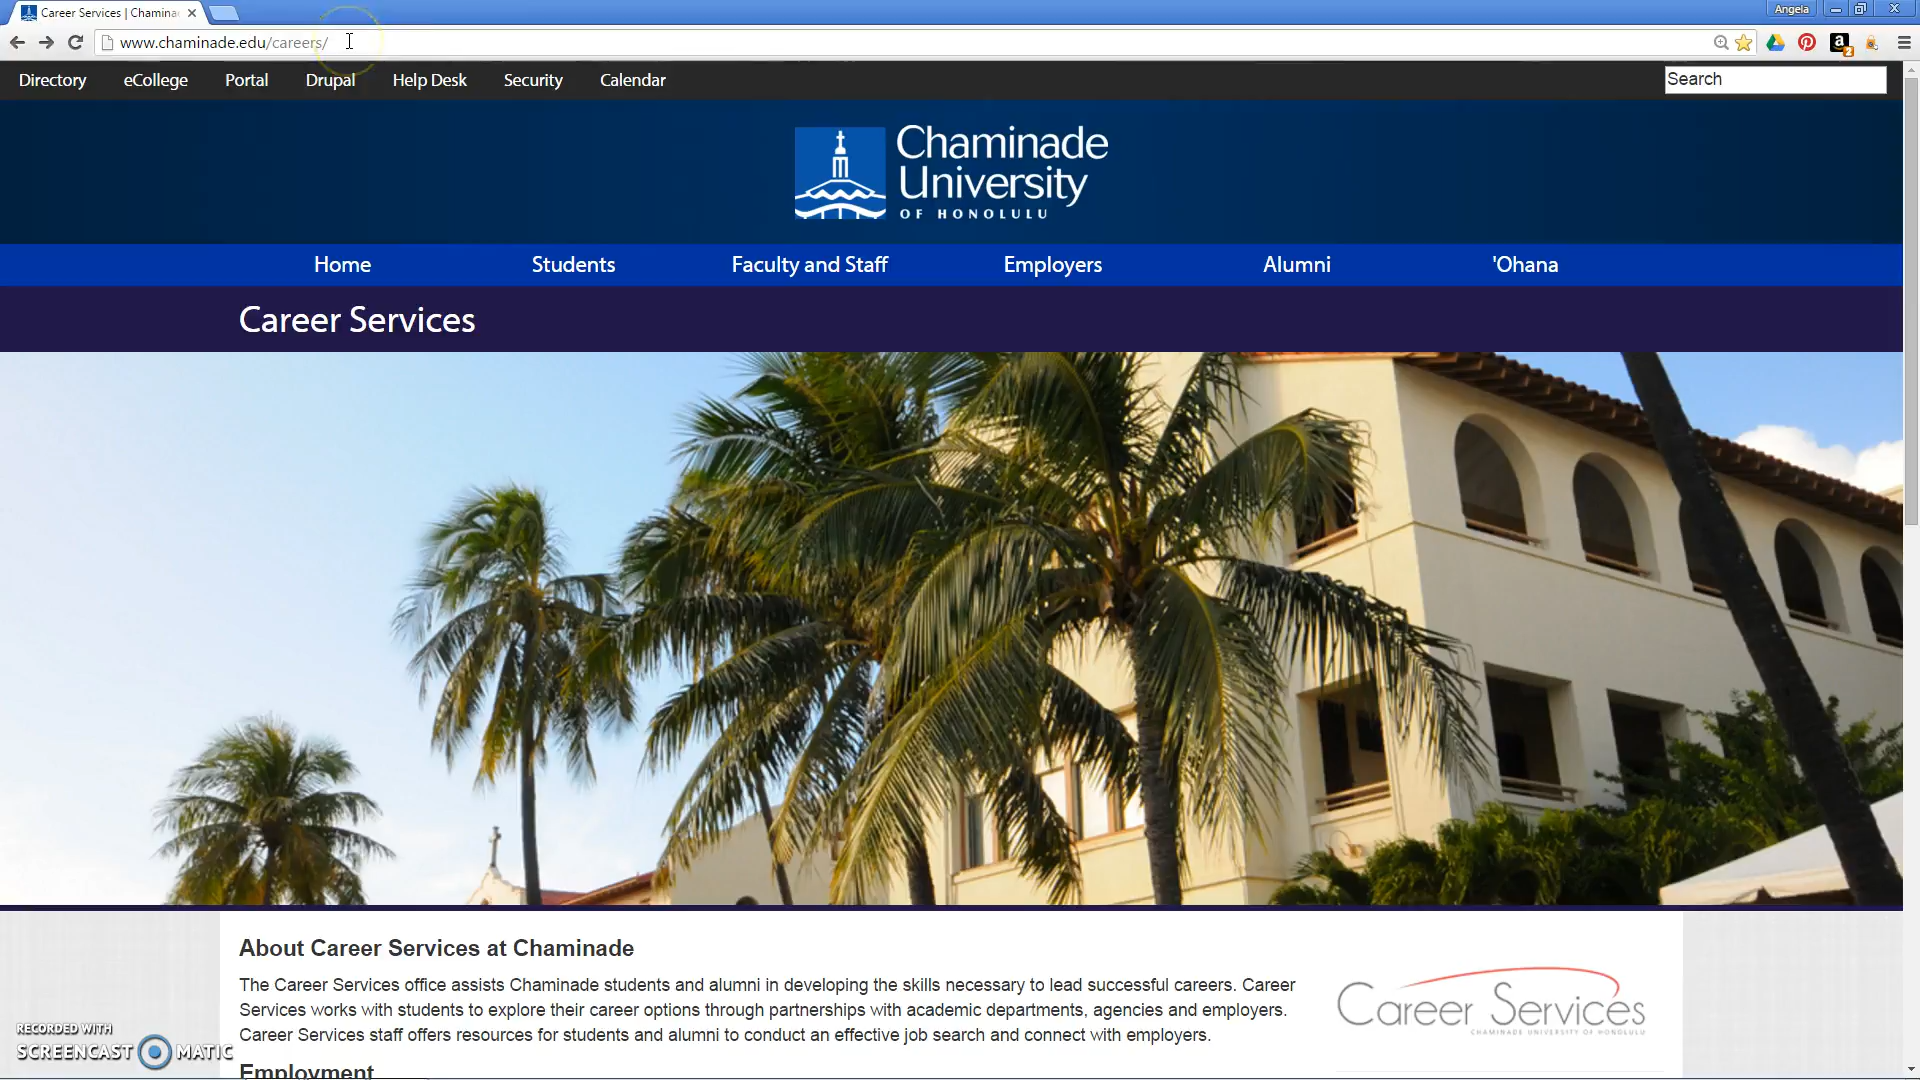 Career Services | Chamina
Angela
www.chaminade.edu/careers/
2
Directory eCollege Portal Drupal Help Desk Security Calendar
Search
Chaminade
University
OF HONOLULU
Home Students Faculty and Staff Employers Alumni 'Ohana
Career Services
About Career Services at Chaminade
The Career Services office assists Chaminade students and alumni in developing the skills necessary to lead successful careers. Career
Services works with students to explore their career options through partnerships with academic departments, agencies and employers.
Career Services staff offers resources for students and alumni to conduct an effective job search and connect with employers.
Career Services
CHAMINADE UNIVERSITY OF HONOLULU
Employment
RECORDED WITH
SCREENCAST MATIC